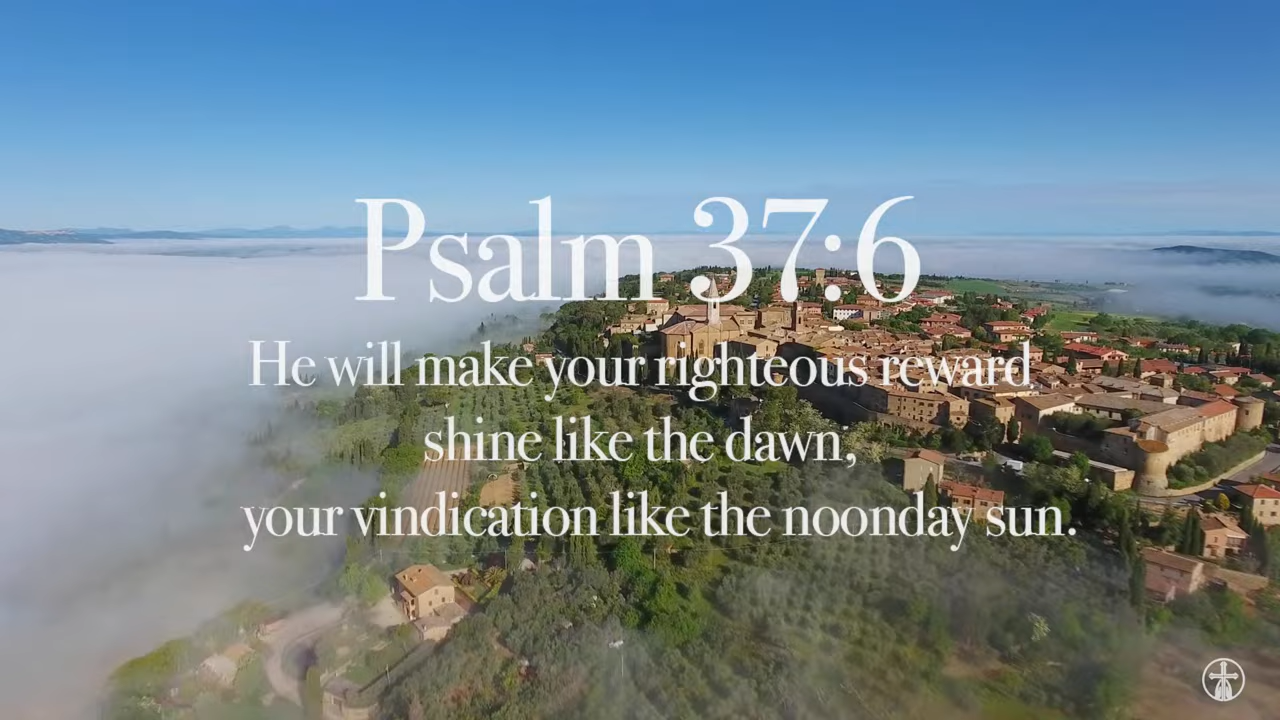 Psalm 37:6
He will make your righteous reward
shine like the dawn,
your vindication like the noonday sun.